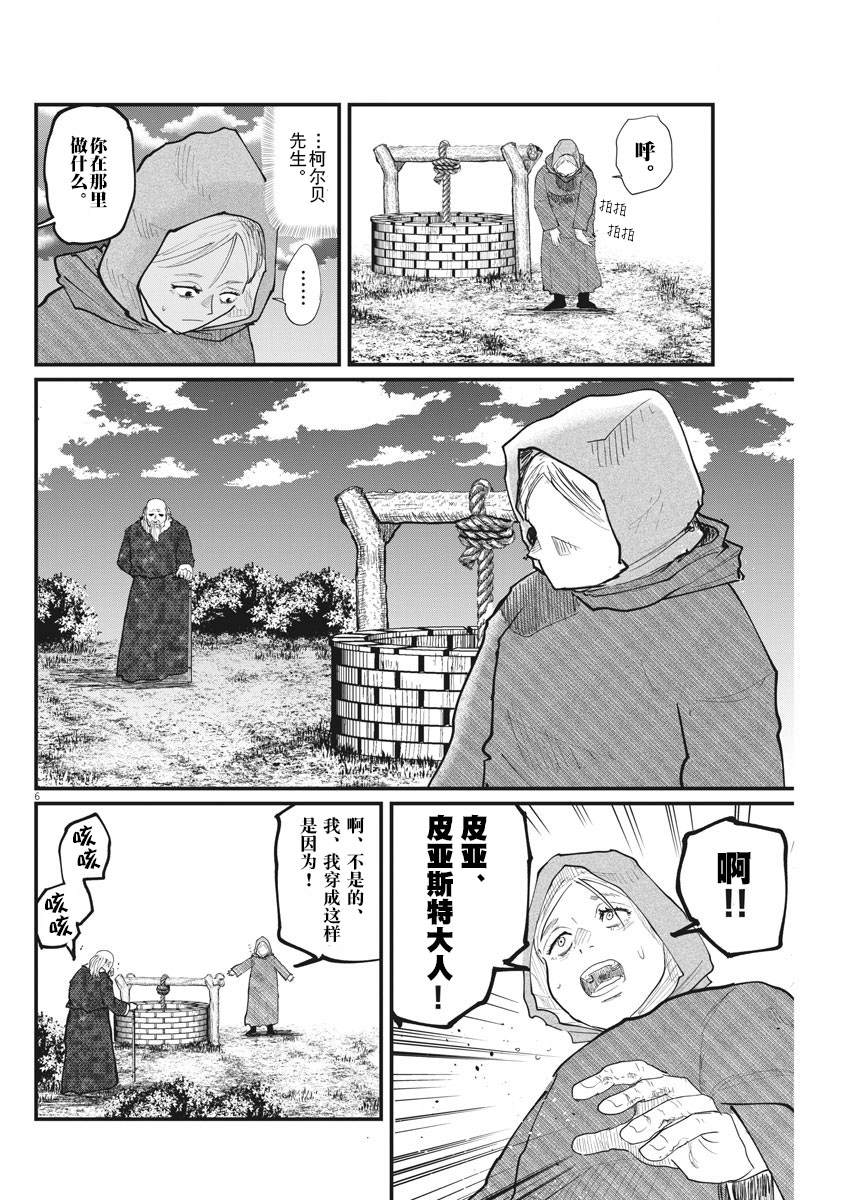 呼。
拍拍
拍拍
…柯尔贝
先生。
……
你在那里
做什么。
啊!!
皮亚、
皮亚斯特大人！
啊、不是的、
我、我穿成这样
是因为！
咳咳
咳咳
6